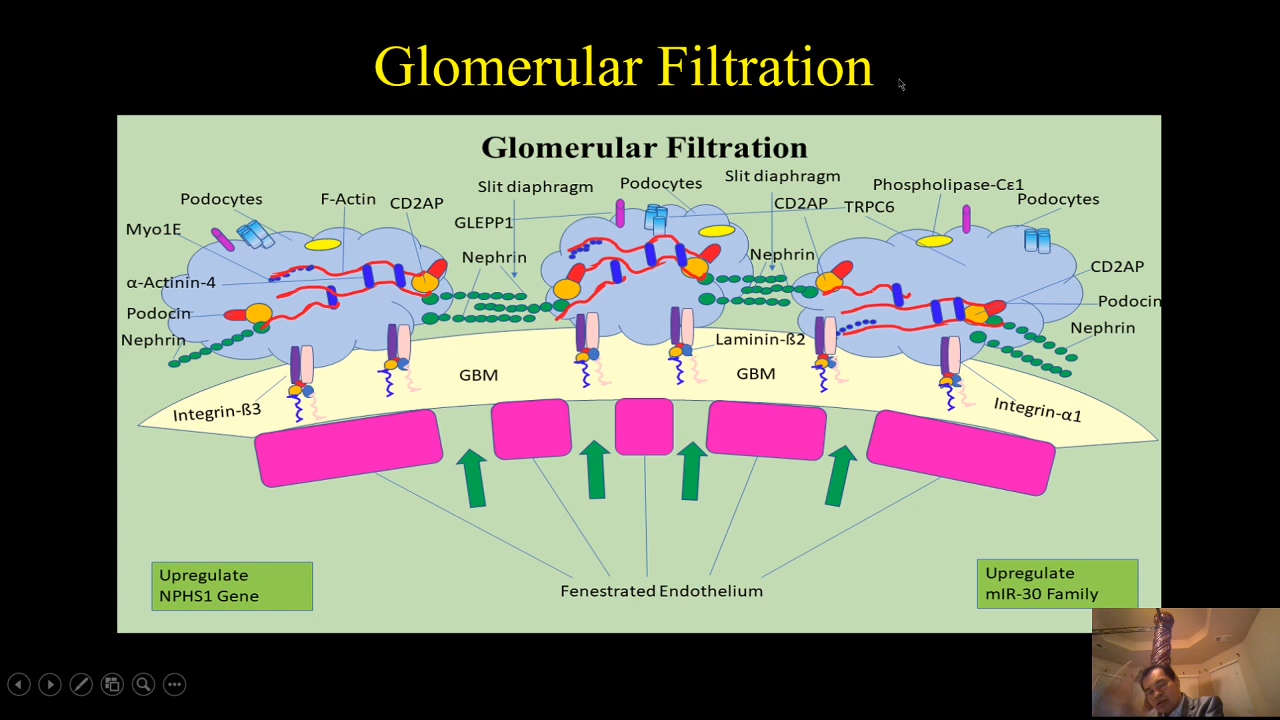 Glomerular Filtration
Glomerular Filtration
Podocytes
F-Actin
CD2AP
Slit diaphragm
Podocytes
Slit diaphragm
Phospholipase-Cε1
Podocytes
Myo1E
GLEPP1
CD2AP
TRPC6
Nephrin
Nephrin
CD2AP
α-Actinin-4
Podocin
Podocin
Nephrin
Nephrin
Laminin-ß2
GBM
GBM
Integrin-ß3
Integrin-α1
Fenestrated Endothelium
Upregulate
NPHS1 Gene
Upregulate
mIR-30 Family